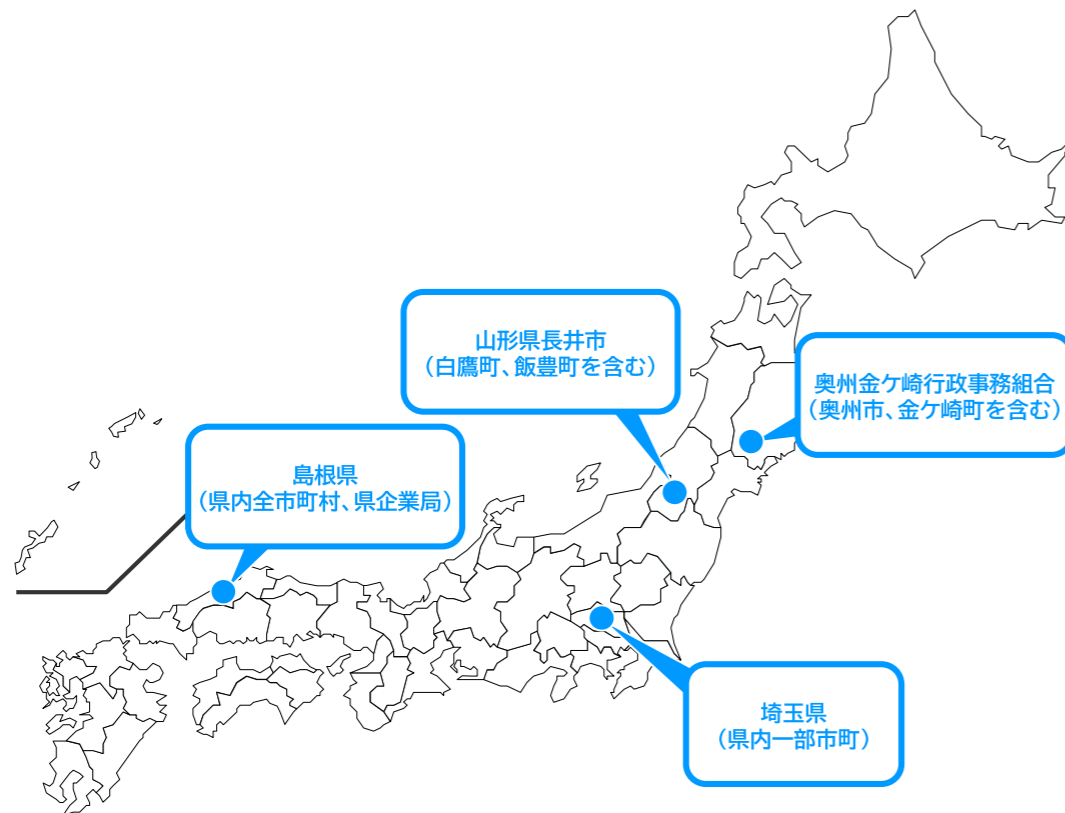 山形県長井市
（白鷹町、飯豊町を含む）
奥州金ケ崎行政事務組合
（奥州市、金ケ崎町を含む）
島根県
（県内全市町村、県企業局）
埼玉県
（県内一部市町）